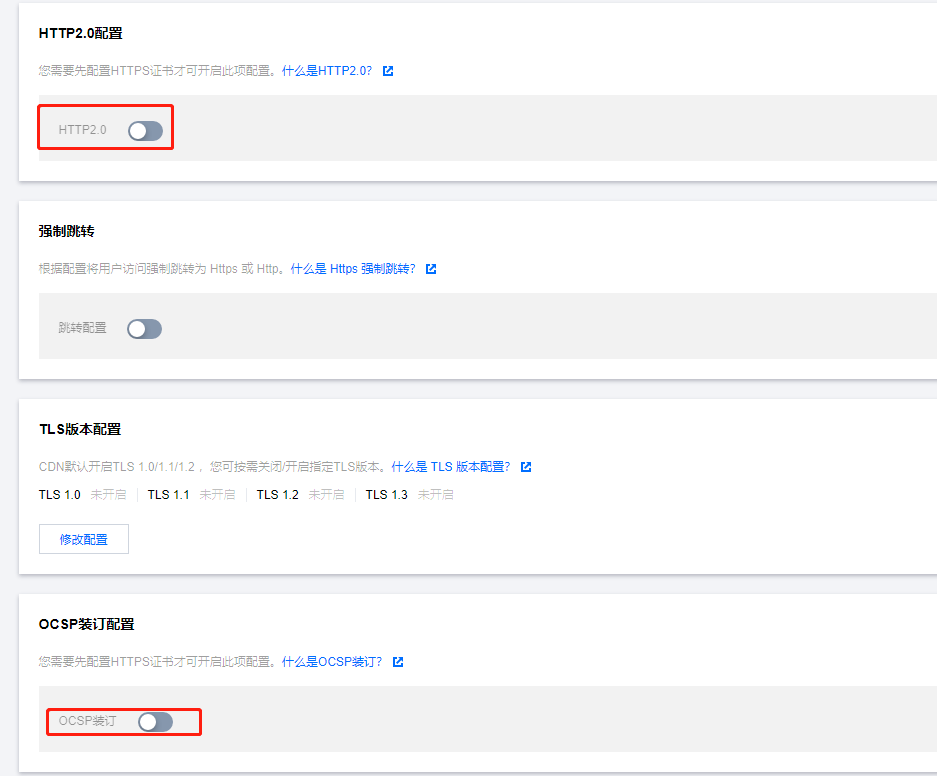 HTTP2.0配置
您需要先配置HTTPS证书才可开启此项配置。什么是HTTP2.0?
HTTP2.0
强制跳转
根据配置将用户访问强制跳转为 Https 或 Http。什么是 Https 强制跳转?
跳转配置
TLS版本配置
CDN默认开启TLS 1.0/1.1/1.2 ，您可按需关闭/开启指定TLS版本。什么是 TLS 版本配置?
TLS 1.0 未开启 TLS 1.1 未开启 TLS 1.2 未开启 TLS 1.3 未开启
修改配置
OCSP装订配置
您需要先配置HTTPS证书才可开启此项配置。什么是OCSP装订?
OCSP装订